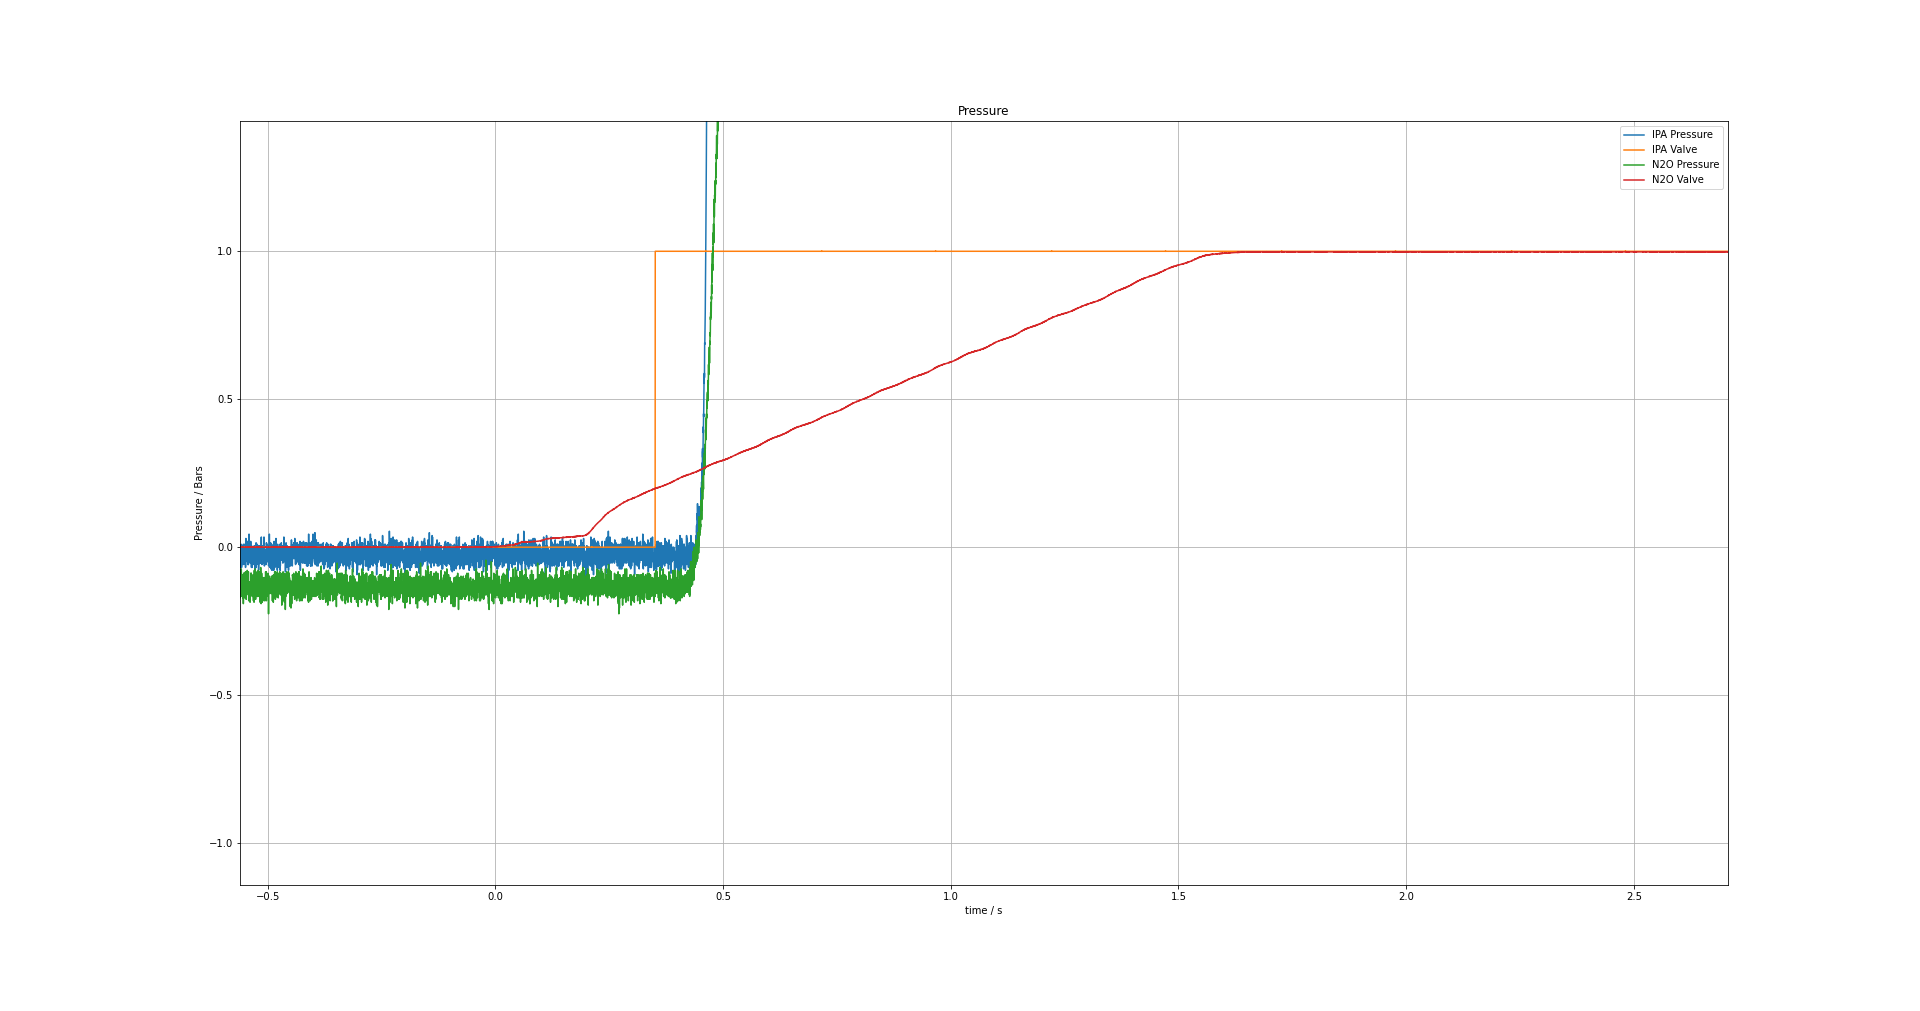 Pressure
IPA Pressure
IPA Valve
N2O Pressure
N2O Valve
Pressure / Bars
1.0
0.5
0.0
−0.5
−1.0
−0.5 0.0 0.5 1.0 1.5 2.0 2.5
time / s